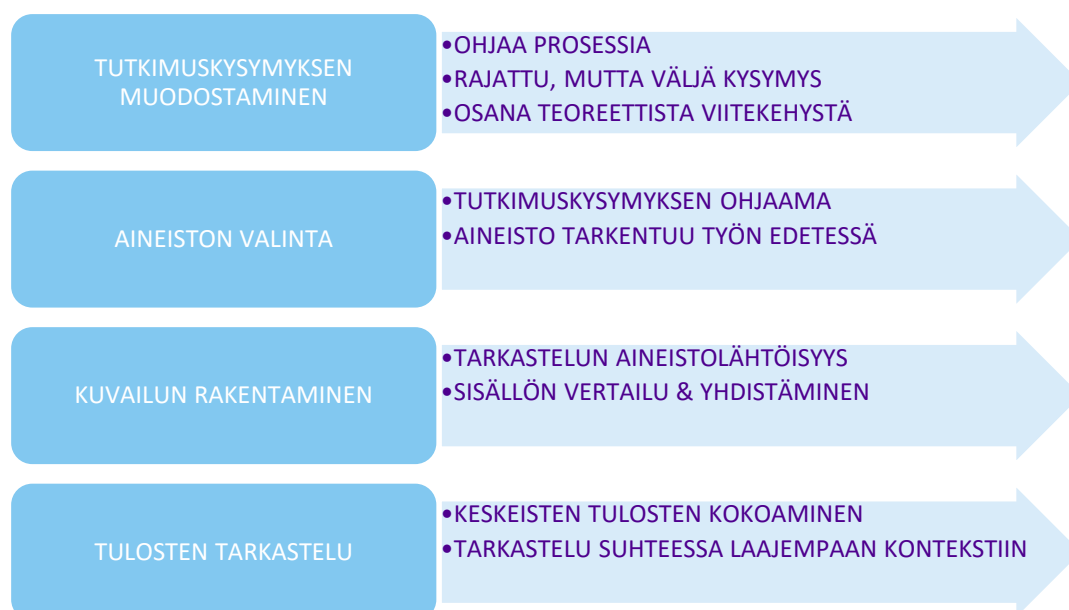 TUTKIMUSKYSYMYKSEN
MUODOSTAMINEN
•OHJAA PROSESSIA
•RAJATTU, MUTTA VÄLJÄ KYSYMYS
•OSANA TEOREETTISTA VIITEKEHYSTÄ
AINEISTON VALINTA
•TUTKIMUSKYSYMYKSEN OHJAAMA
•AINEISTO TARKENTUU TYÖN EDETESSÄ
KUVAILUN RAKENTAMINEN
•TARKASTELUN AINEISTOLÄHTÖISYYS
•SISÄLLÖN VERTAILU & YHDISTÄMINEN
TULOSTEN TARKASTELU
•KESKEISTEN TULOSTEN KOKOAMINEN
•TARKASTELU SUHTEESSA LAAJEMPAAN KONTEKSTIIN